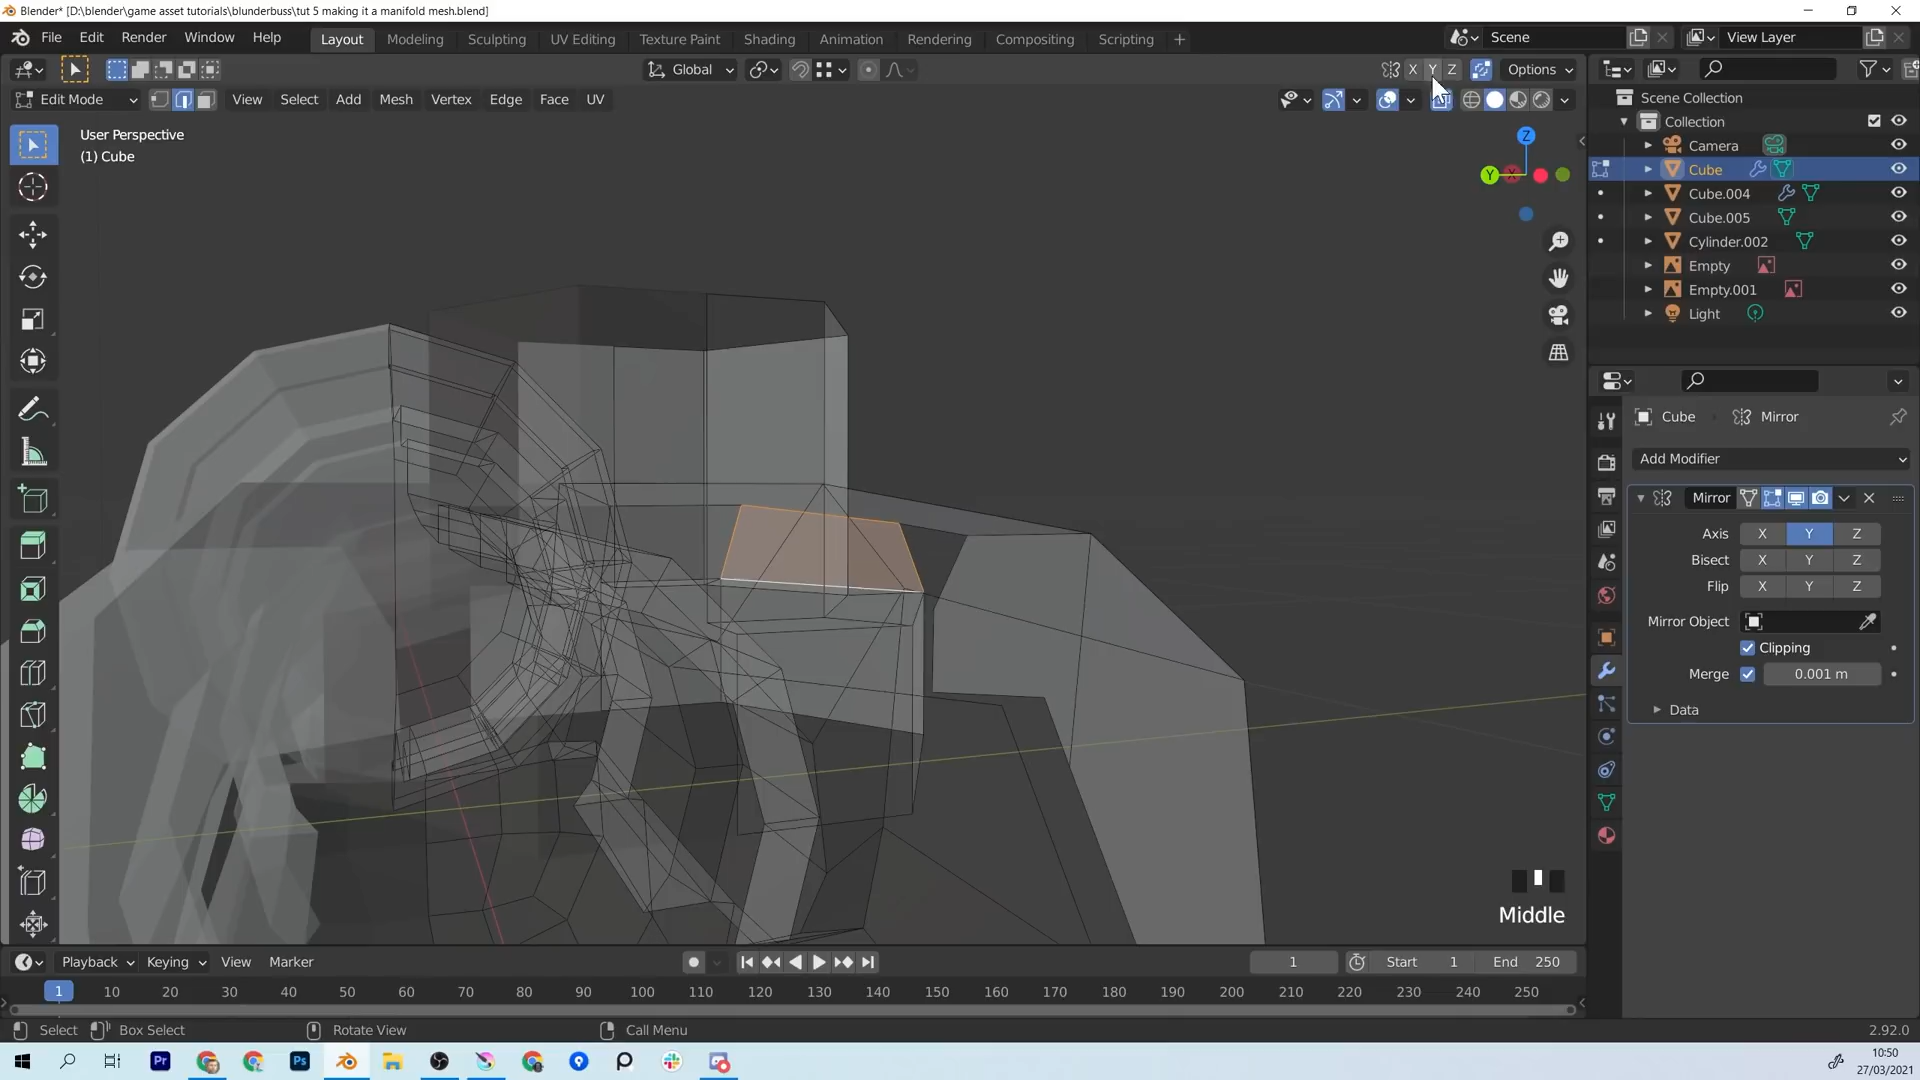 Blender* [D:\blender\game asset tutorials\blunderbuss\tut 5 making it a manifold mesh.blend]
File Edit Render Window Help Layout Modeling Sculpting UV Editing Texture Paint Shading Animation Rendering Compositing Scripting + Scene View Layer
Global X Y Z Options
Edit Mode View Select Add Mesh Vertex Edge Face UV
User Perspective
(1) Cube
Z
Y
X
Scene Collection
Collection
Camera
Cube
Cube.004
Cube.005
Cylinder.002
Empty
Empty.001
Light
Cube Mirror
Add Modifier
Mirror
Axis X Y Z
Bisect X Y Z
Flip X Y Z
Mirror Object
Clipping
Merge 0.001 m
Data
Middle
Playback Keying View Marker 1 Start 1 End 250
1 10 20 30 40 50 60 70 80 90 100 110 120 130 140 150 160 170 180 190 200 210 220 230 240 250
Select Box Select Rotate View Call Menu 2.92.0
Pr Ps
10:50
27/03/2021